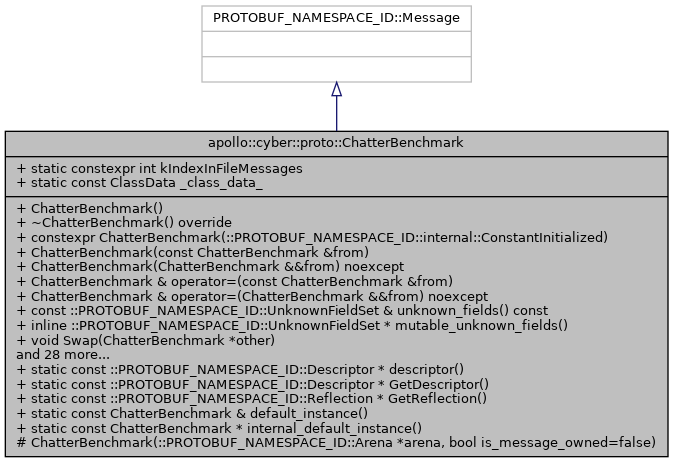 PROTOBUF_NAMESPACE_ID::Message
apollo::cyber::proto::ChatterBenchmark
+ static constexpr int kIndexInFileMessages
+ static const ClassData _class_data_
+ ChatterBenchmark()
+ ~ChatterBenchmark() override
+ constexpr ChatterBenchmark(::PROTOBUF_NAMESPACE_ID::internal::ConstantInitialized)
+ ChatterBenchmark(const ChatterBenchmark &from)
+ ChatterBenchmark(ChatterBenchmark &&from) noexcept
+ ChatterBenchmark & operator=(const ChatterBenchmark &from)
+ ChatterBenchmark & operator=(ChatterBenchmark &&from) noexcept
+ const ::PROTOBUF_NAMESPACE_ID::UnknownFieldSet & unknown_fields() const
+ inline ::PROTOBUF_NAMESPACE_ID::UnknownFieldSet * mutable_unknown_fields()
+ void Swap(ChatterBenchmark *other)
and 28 more...
+ static const ::PROTOBUF_NAMESPACE_ID::Descriptor * descriptor()
+ static const ::PROTOBUF_NAMESPACE_ID::Descriptor * GetDescriptor()
+ static const ::PROTOBUF_NAMESPACE_ID::Reflection * GetReflection()
+ static const ChatterBenchmark & default_instance()
+ static const ChatterBenchmark * internal_default_instance()
# ChatterBenchmark(::PROTOBUF_NAMESPACE_ID::Arena *arena, bool is_message_owned=false)